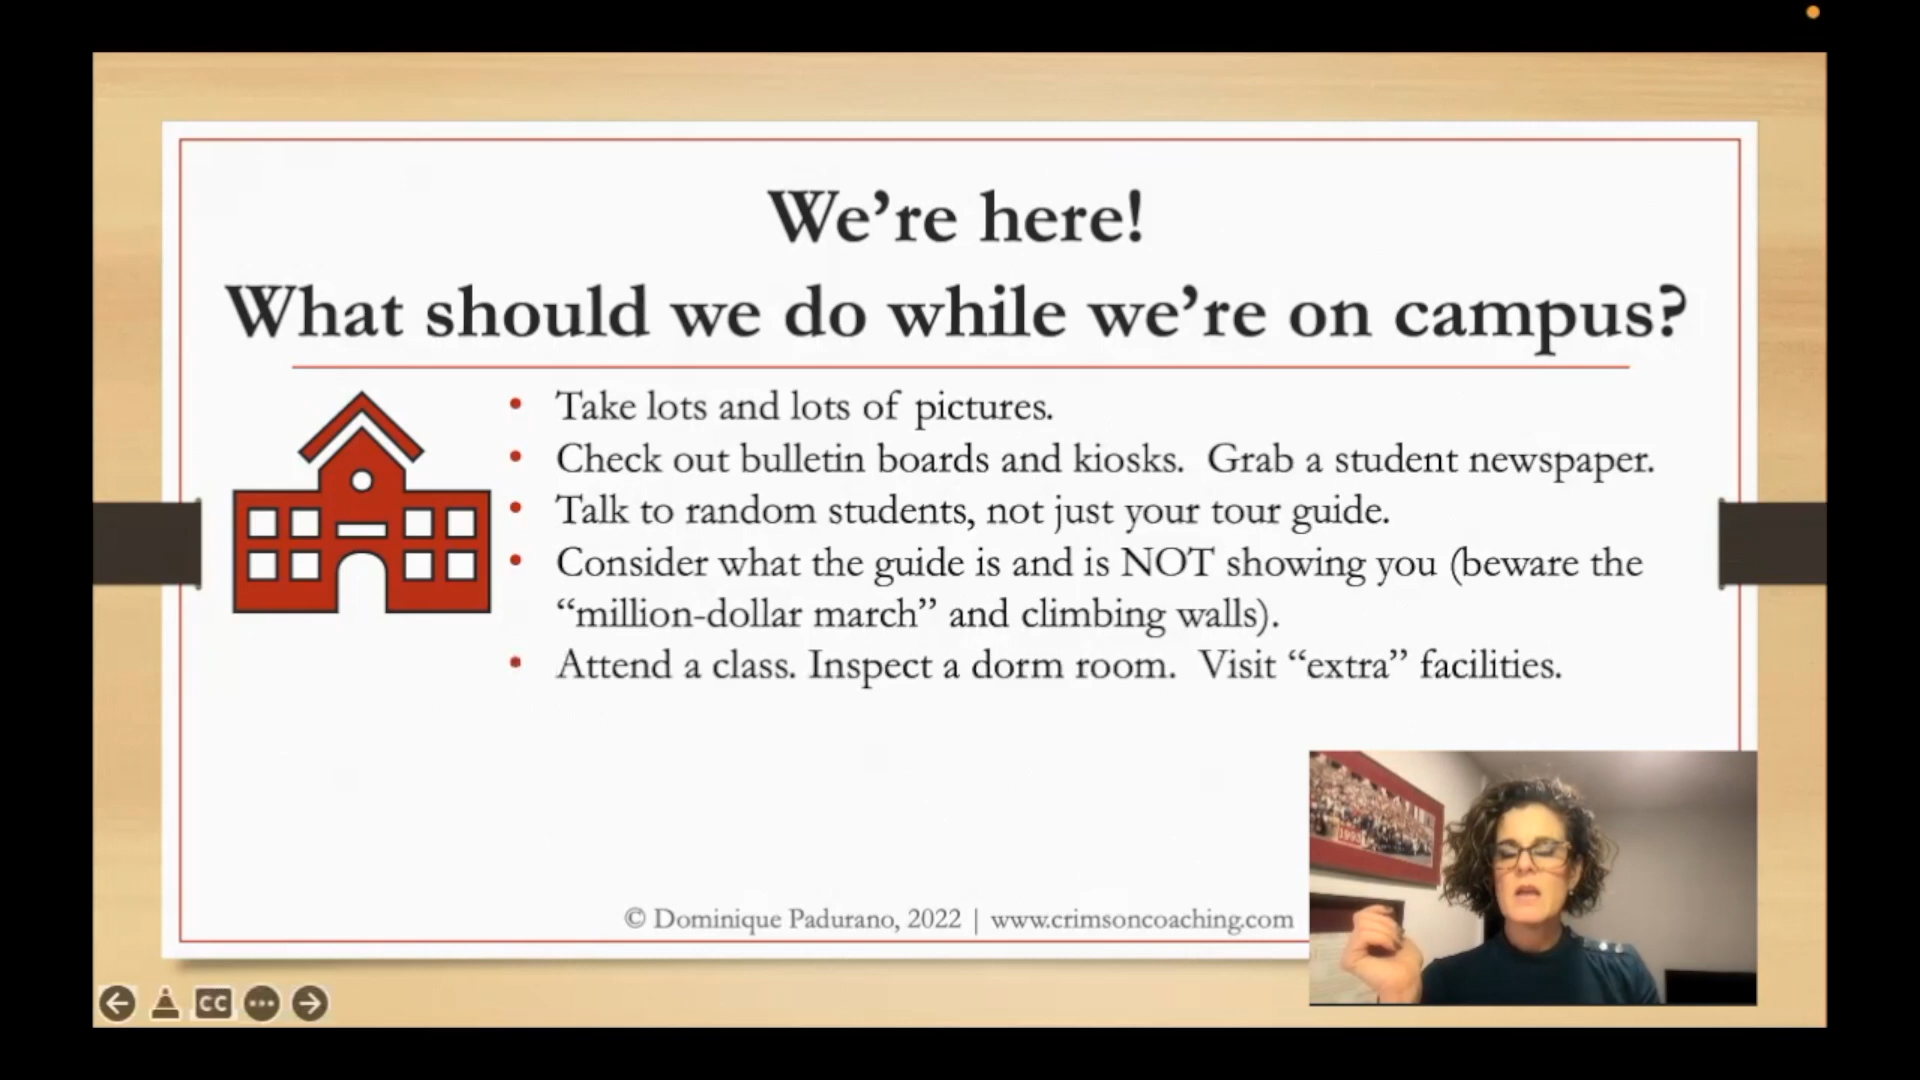 We’re here!
What should we do while we’re on campus?
• Take lots and lots of pictures.
• Check out bulletin boards and kiosks. Grab a student newspaper.
• Talk to random students, not just your tour guide.
• Consider what the guide is and is NOT showing you (beware the
“million-dollar march” and climbing walls).
• Attend a class. Inspect a dorm room. Visit “extra” facilities.
© Dominique Padurano, 2022 | www.crimsoncoaching.com
CC